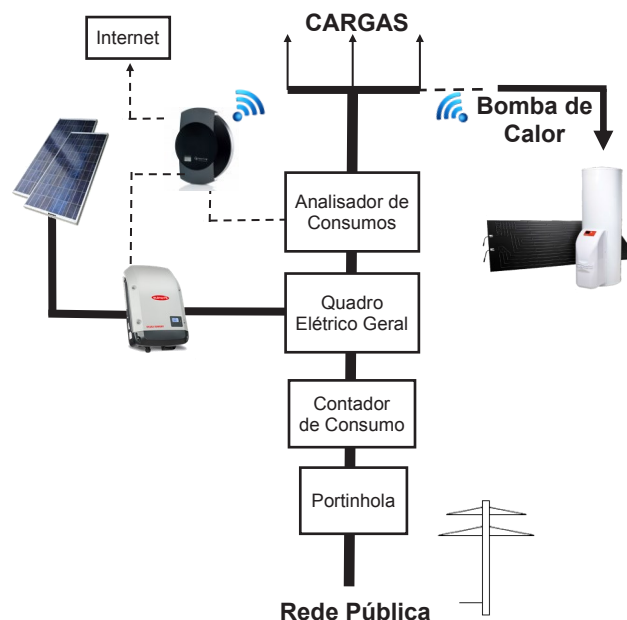 CARGAS
Internet
Bomba de
Calor
Analisador de
Consumos
Quadro
Elétrico Geral
Contador
de Consumo
Portinhola
Rede Pública